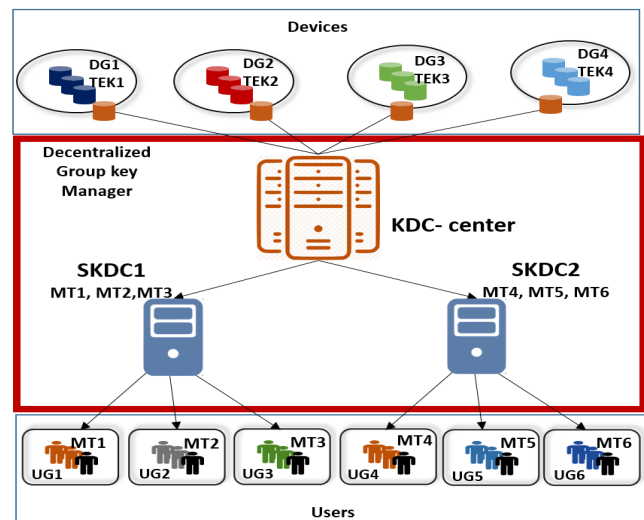 Devices
DG1
TEK1
DG2
TEK2
DG3
TEK3
DG4
TEK4
Decentralized
Group key
Manager
KDC- center
SKDC1
MT1, MT2,MT3
SKDC2
MT4, MT5, MT6
MT1
UG1
MT2
UG2
MT3
UG3
MT4
UG4
MT5
UG5
MT6
UG6
Users